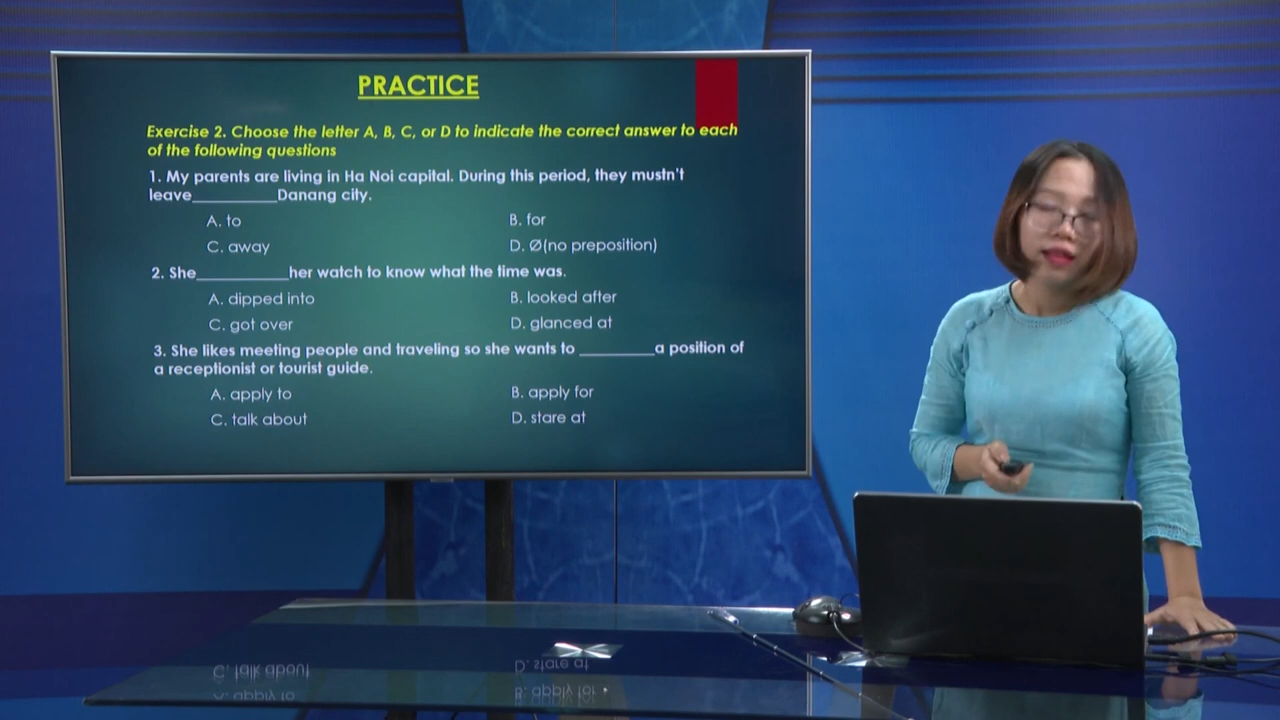 PRACTICE
Exercise 2. Choose the letter A, B, C, or D to indicate the correct answer to each
of the following questions
1. My parents are living in Ha Noi capital. During this period, they mustn't
leave__________Danang city.
A. to B. for
C. away D. Ø(no preposition)
2. She___________her watch to know what the time was.
A. dipped into B. looked after
C. got over D. glanced at
3. She likes meeting people and traveling so she wants to _________a position of
a receptionist or tourist guide.
A. apply to B. apply for
C. talk about D. stare at